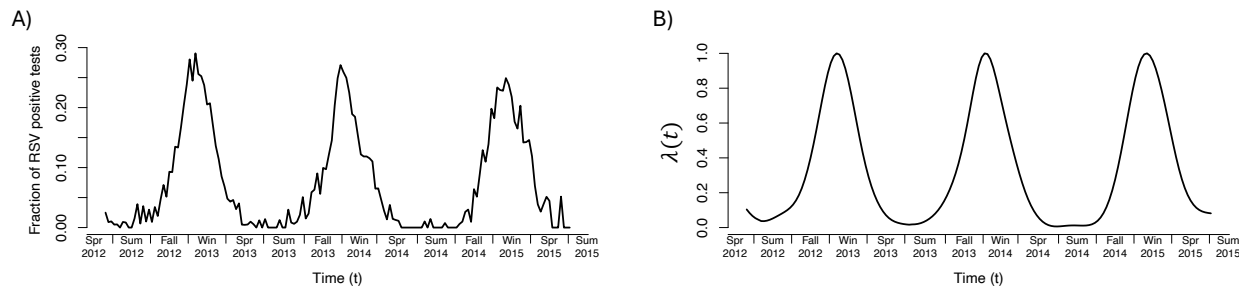 A)
Fraction of RSV positive tests
0.00 0.10 0.20 0.30
Spr Sum Fall Win Spr Sum Fall Win Spr Sum Fall Win Spr Sum
2012 2012 2012 2013 2013 2013 2013 2014 2014 2014 2014 2015 2015 2015
Time (t)
B)
λ(t)
0.0 0.2 0.4 0.6 0.8 1.0
Spr Sum Fall Win Spr Sum Fall Win Spr Sum Fall Win Spr Sum
2012 2012 2012 2013 2013 2013 2013 2014 2014 2014 2014 2015 2015 2015
Time (t)